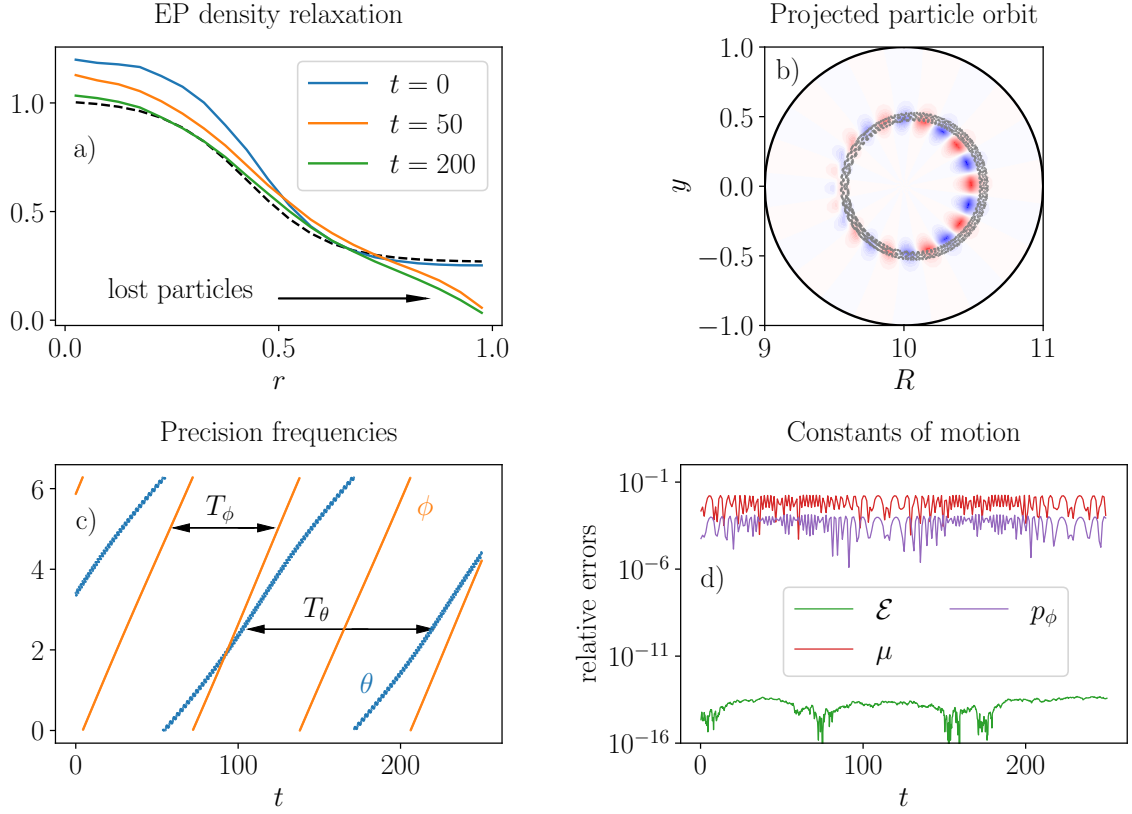 EP density relaxation
a)
t = 0
t = 50
t = 200
lost particles
1.0
0.5
0.0
0.0
0.5
1.0
r
Projected particle orbit
b)
1.0
0.5
0.0
−0.5
−1.0
y
9
10
11
R
Precision frequencies
c)
6
4
2
0
T_ϕ
ϕ
T_θ
θ
0
100
200
t
Constants of motion
10^{−1}
10^{−6}
10^{−11}
10^{−16}
relative errors
d)
ℰ
μ
p_ϕ
0
100
200
t